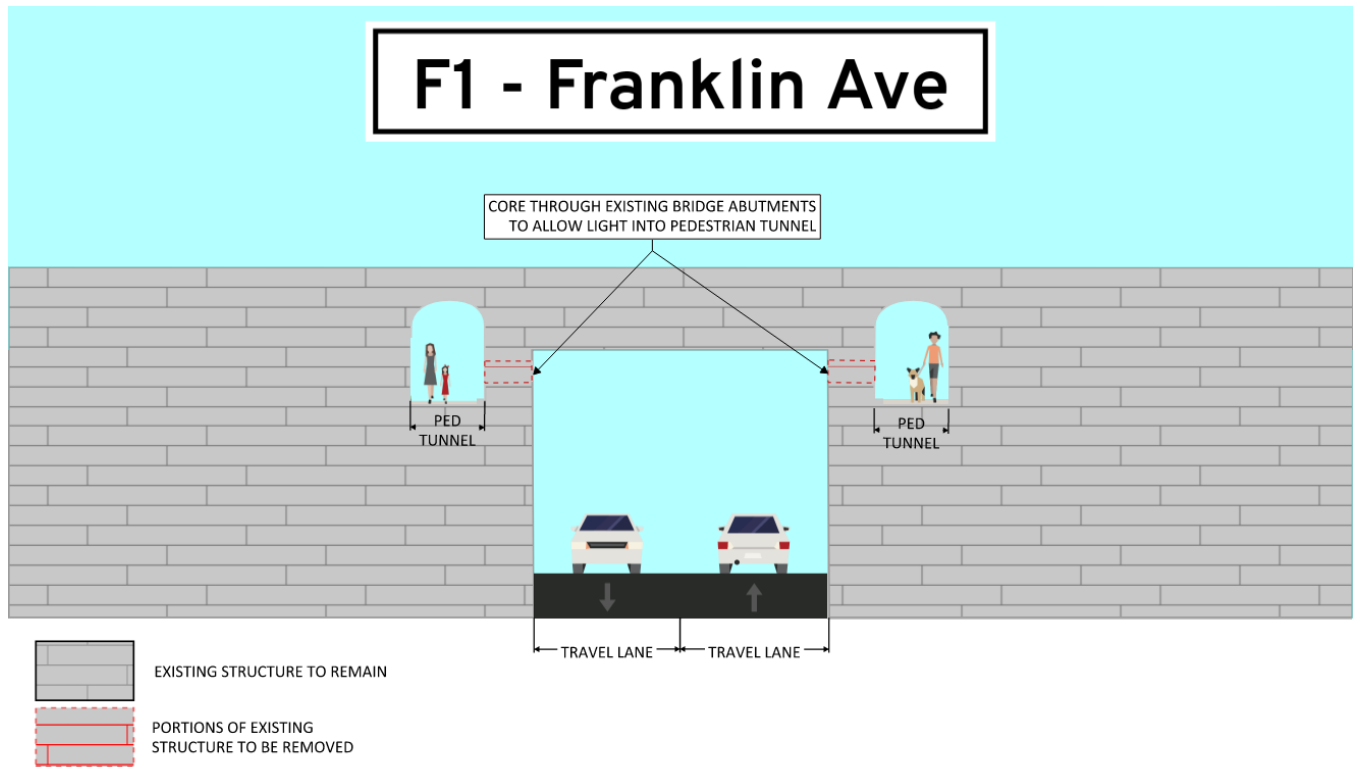 F1 - Franklin Ave
CORE THROUGH EXISTING BRIDGE ABUTMENTS
TO ALLOW LIGHT INTO PEDESTRIAN TUNNEL
PED
TUNNEL
PED
TUNNEL
TRAVEL LANE
TRAVEL LANE
EXISTING STRUCTURE TO REMAIN
PORTIONS OF EXISTING
STRUCTURE TO BE REMOVED